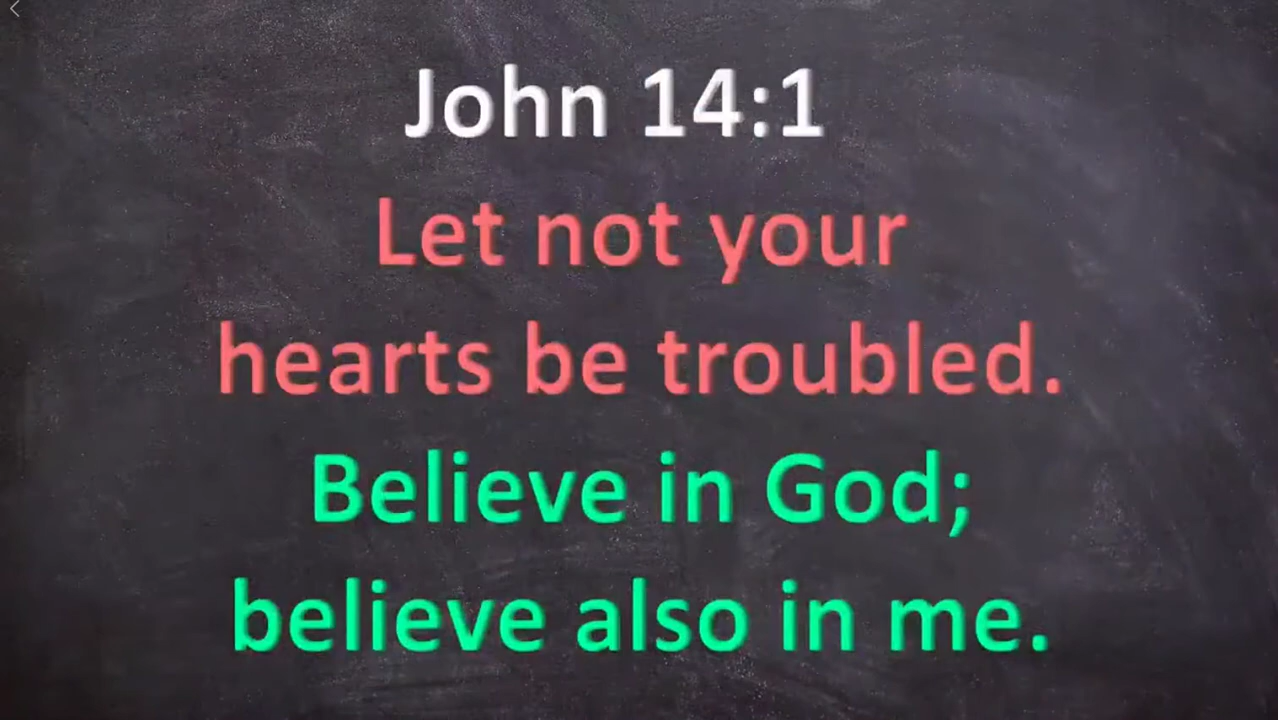 John 14:1
Let not your
hearts be troubled.
Believe in God;
believe also in me.